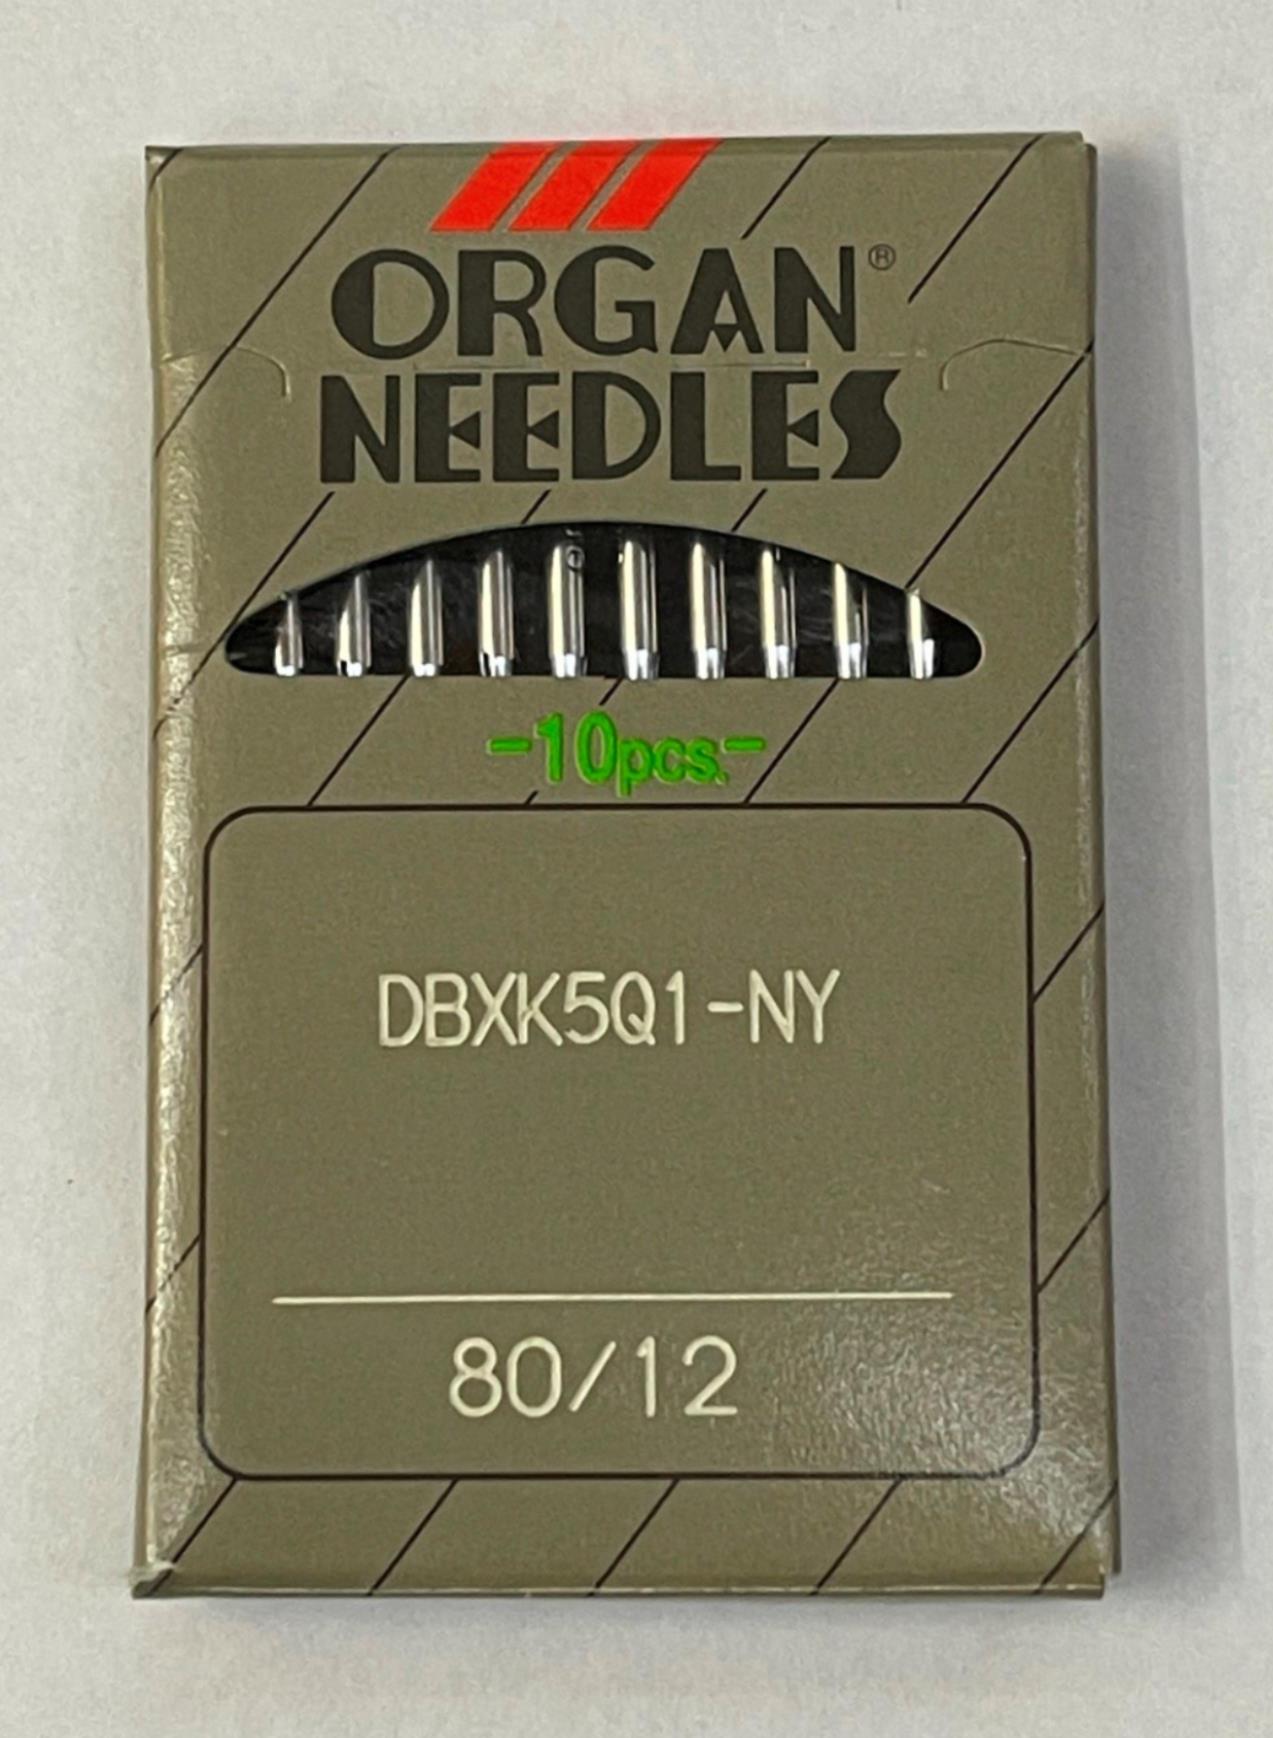 ORGAN®
NEEDLES
-10pcs.-
DBXK5Q1-NY
80/12